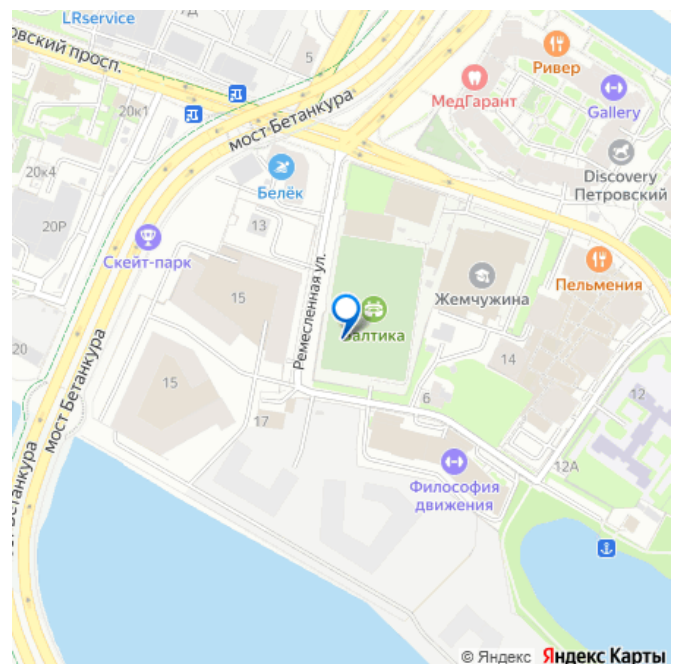 LRservice
7Д
5
вский просп.
20к1
мост Бетанкура
Ривер
МедГарант
Gallery
Discovery
Петровский
20к4
Белёк
20Р
13
Скейт-парк
Ремесленная ул.
15
Жемчужина
Пельмения
алтика
20
15
14
мост Бетанкура
6
12
17
12А
Философия
движения
Бетанкура
© Яндекс Яндекс Карты